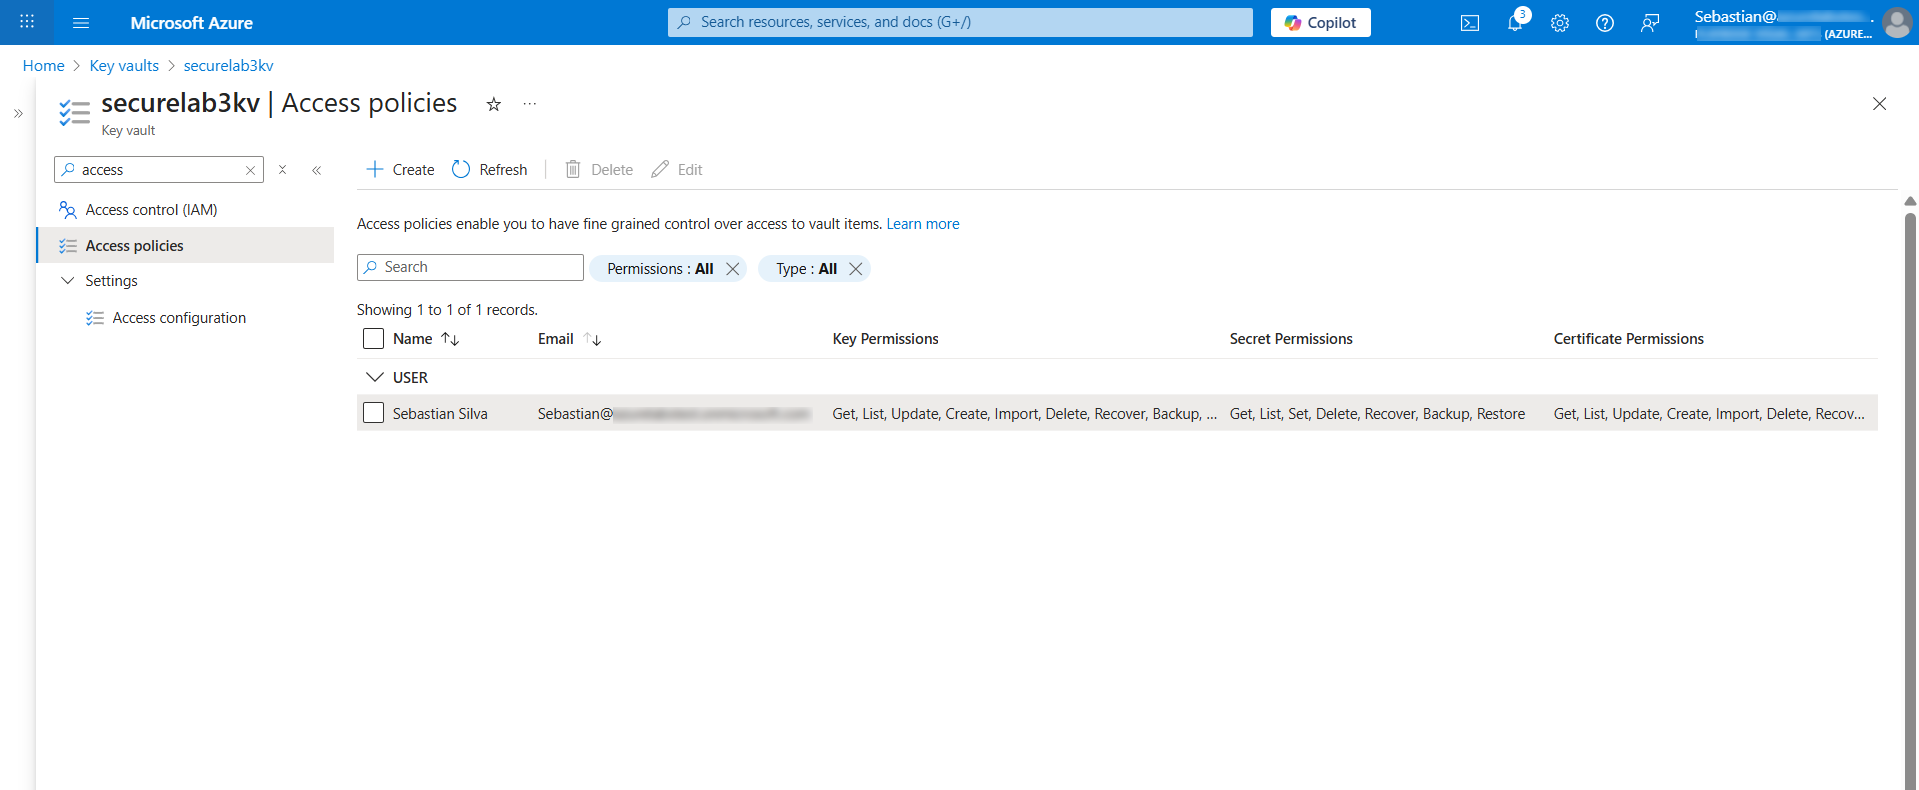 Microsoft Azure
Search resources, services, and docs (G+/)
Copilot
3
Sebastian@
(AZURE...
Home > Key vaults > securelab3kv
securelab3kv | Access policies
Key vault
access
Access control (IAM)
Access policies
Settings
Access configuration
Create
Refresh
Delete
Edit
Access policies enable you to have fine grained control over access to vault items. Learn more
Search
Permissions : All
Type : All
Showing 1 to 1 of 1 records.
Name Email Key Permissions Secret Permissions Certificate Permissions
USER
Sebastian Silva Sebastian@ Get, List, Update, Create, Import, Delete, Recover, Backup, ... Get, List, Set, Delete, Recover, Backup, Restore Get, List, Update, Create, Import, Delete, Recov...